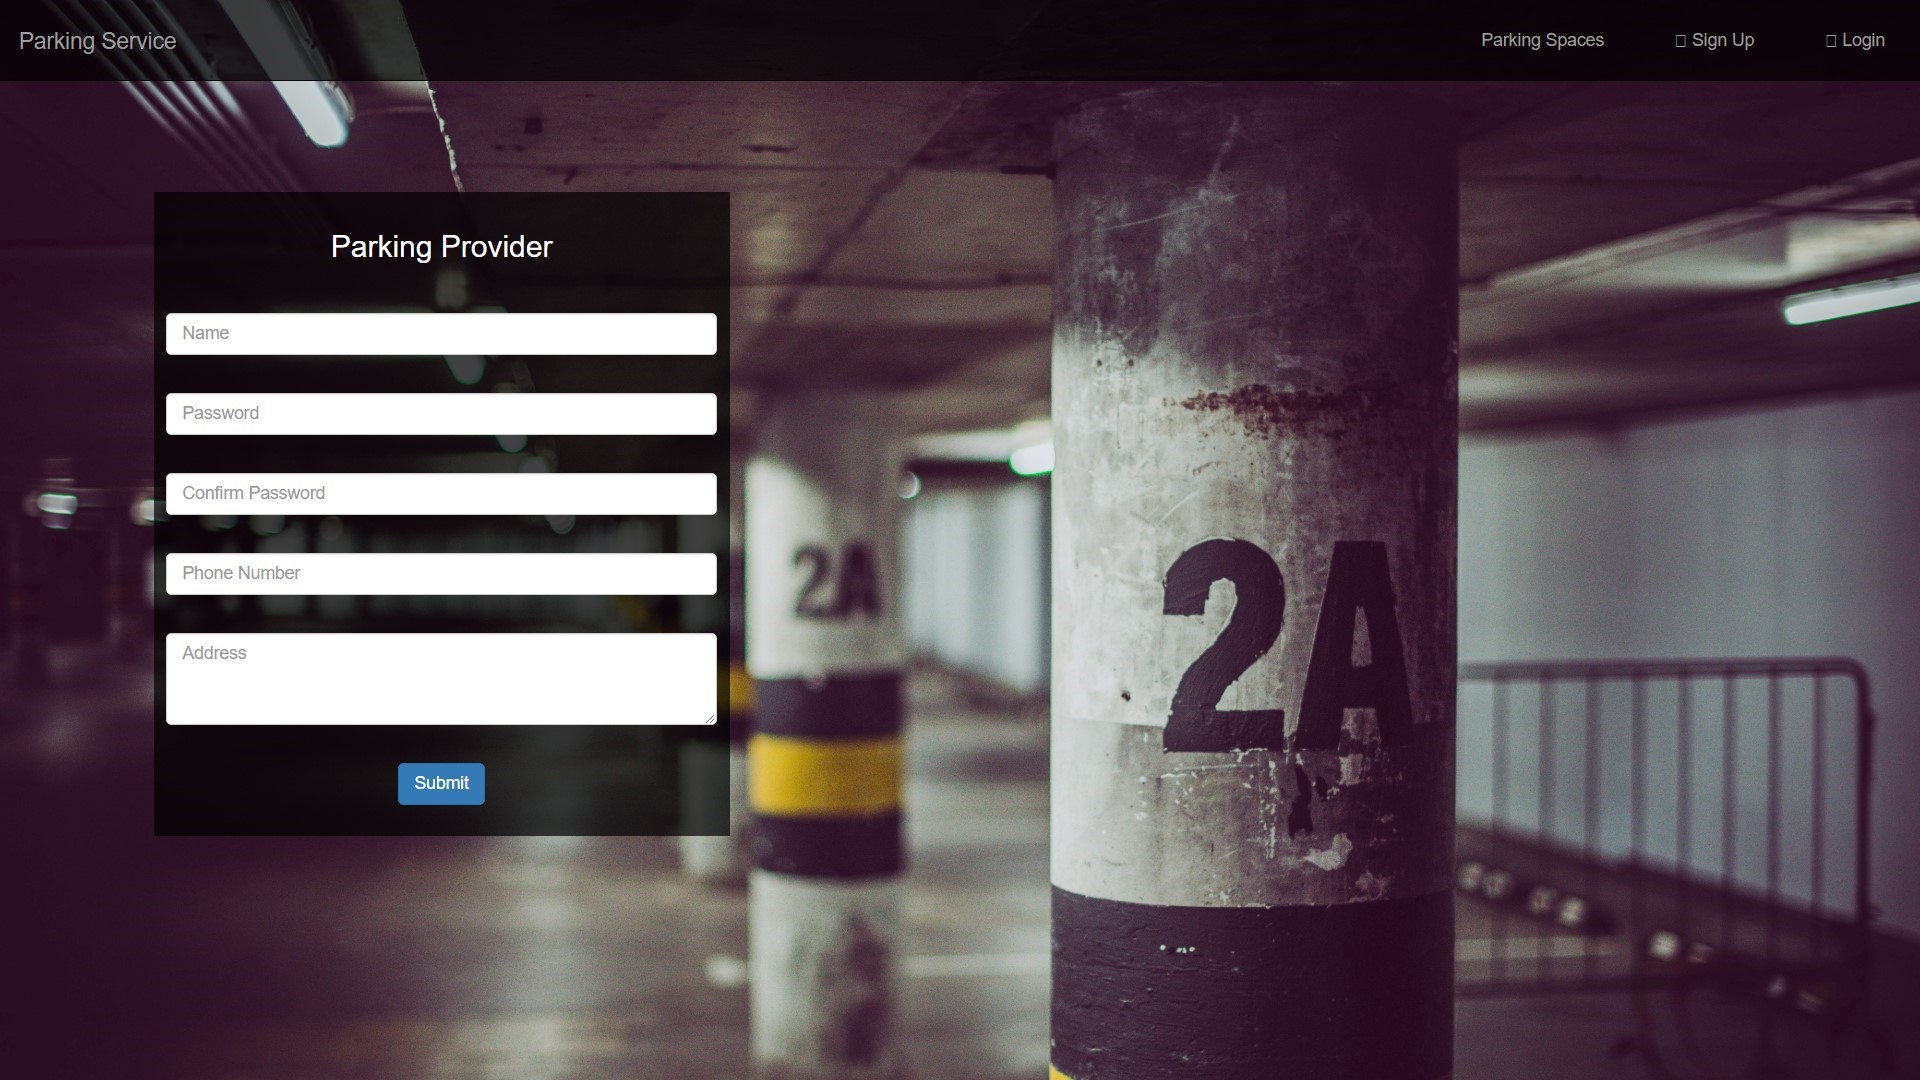 Parking Service
Parking Spaces
Sign Up
Login
Parking Provider
Name
Password
Confirm Password
Phone Number
Address
Submit
2A
2A